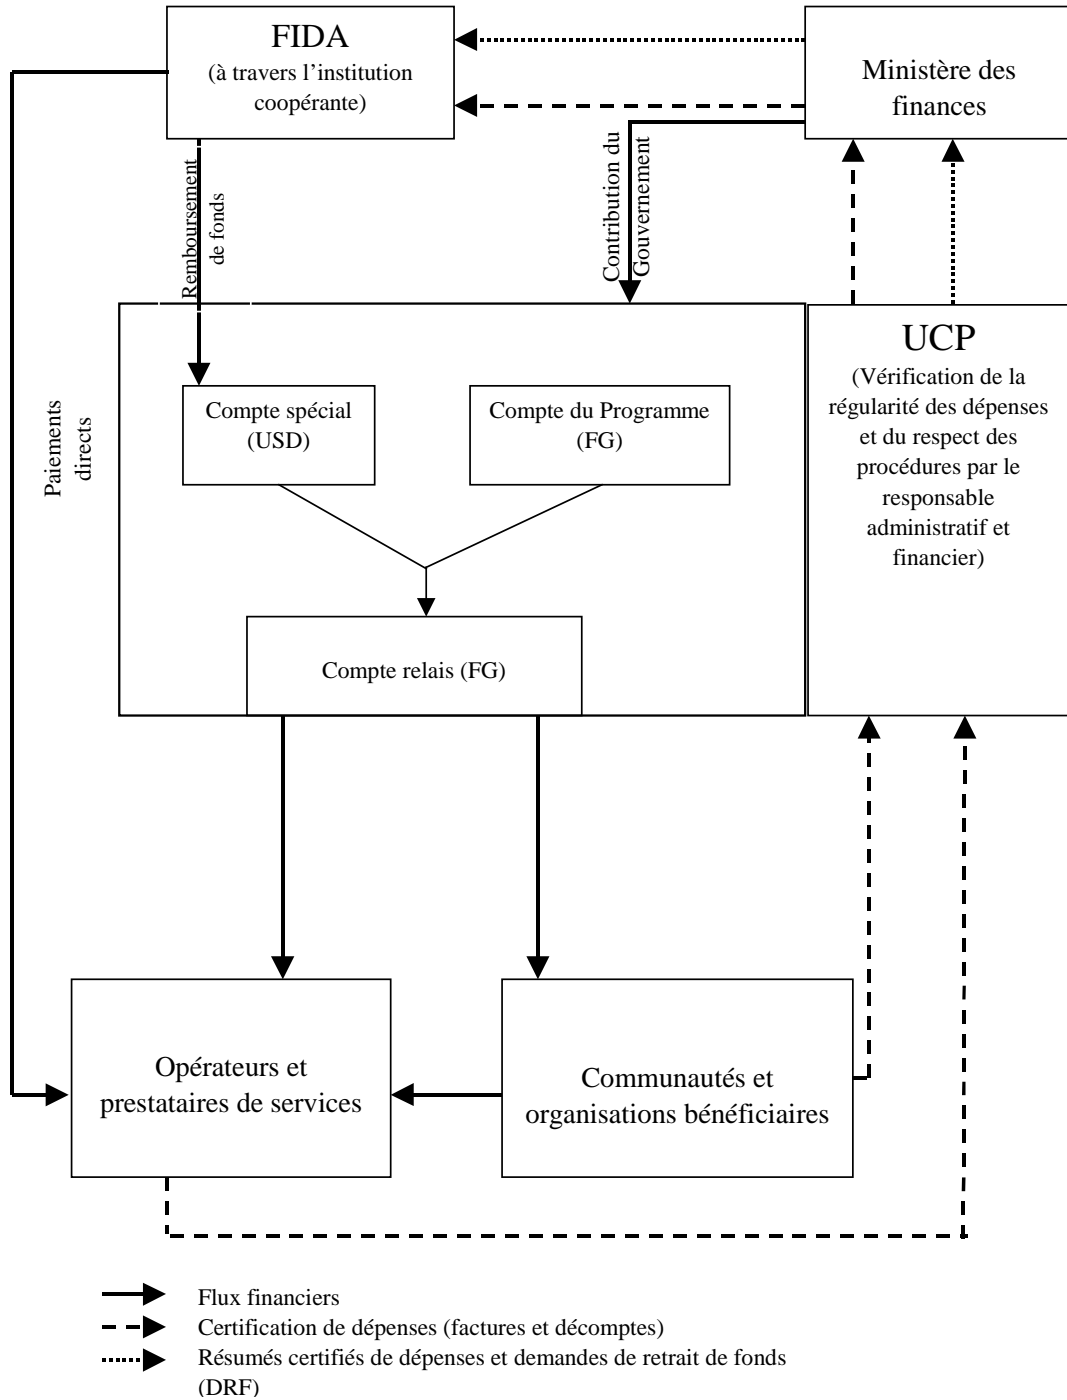 FIDA
(à travers l'institution
coopérante)
Ministère des
finances
Remboursement
de fonds
Contribution du
Gouvernement
UCP
(Vérification de la
régularité des dépenses
et du respect des
procédures par le
responsable
administratif et
financier)
Compte spécial
(USD)
Compte du Programme
(FG)
Paiements
directs
Compte relais (FG)
Opérateurs et
prestataires de services
Communautés et
organisations bénéficiaires
Flux financiers
Certification de dépenses (factures et décomptes)
Résumés certifiés de dépenses et demandes de retrait de fonds
(DRF)